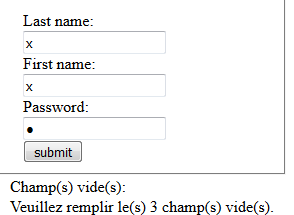 Last name:
x
First name:
x
Password:
●
submit
Champ(s) vide(s):
Veuillez remplir le(s) 3 champ(s) vide(s).